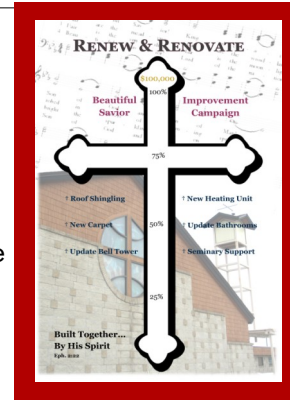 RENEW & RENOVATE
$100,000
100%
Beautiful
Savior
Improvement
Campaign
75%
† Roof Shingling
† New Heating Unit
† New Carpet
50%
† Update Bathrooms
† Update Bell Tower
† Seminary Support
25%
Built Together...
By His Spirit
Eph. 2:22
e